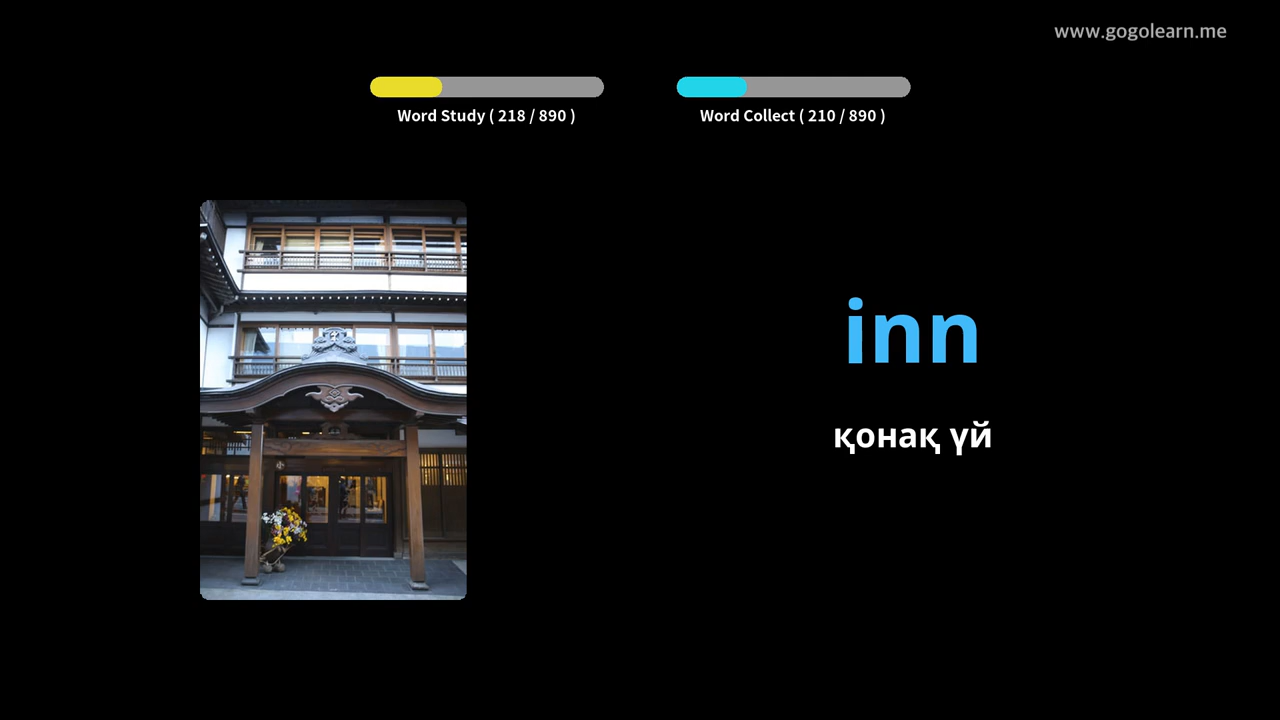 www.gogolearn.me
Word Study ( 218 / 890 )
Word Collect ( 210 / 890 )
inn
қонақ үй